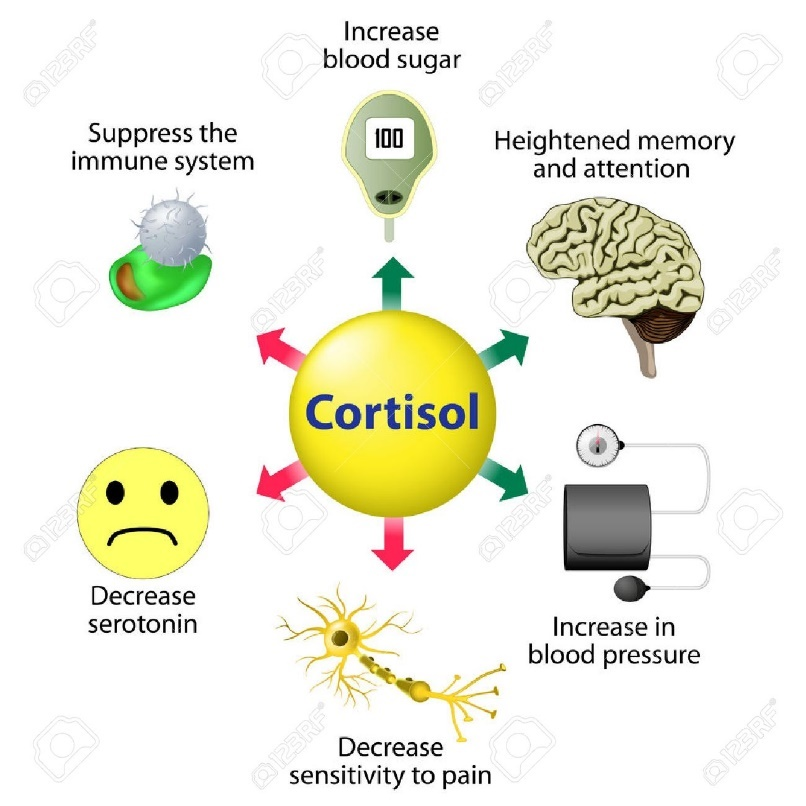 Increase
blood sugar
Suppress the
immune system
100
Heightened memory
and attention
Cortisol
Decrease
serotonin
Increase in
blood pressure
Decrease
sensitivity to pain
123RF